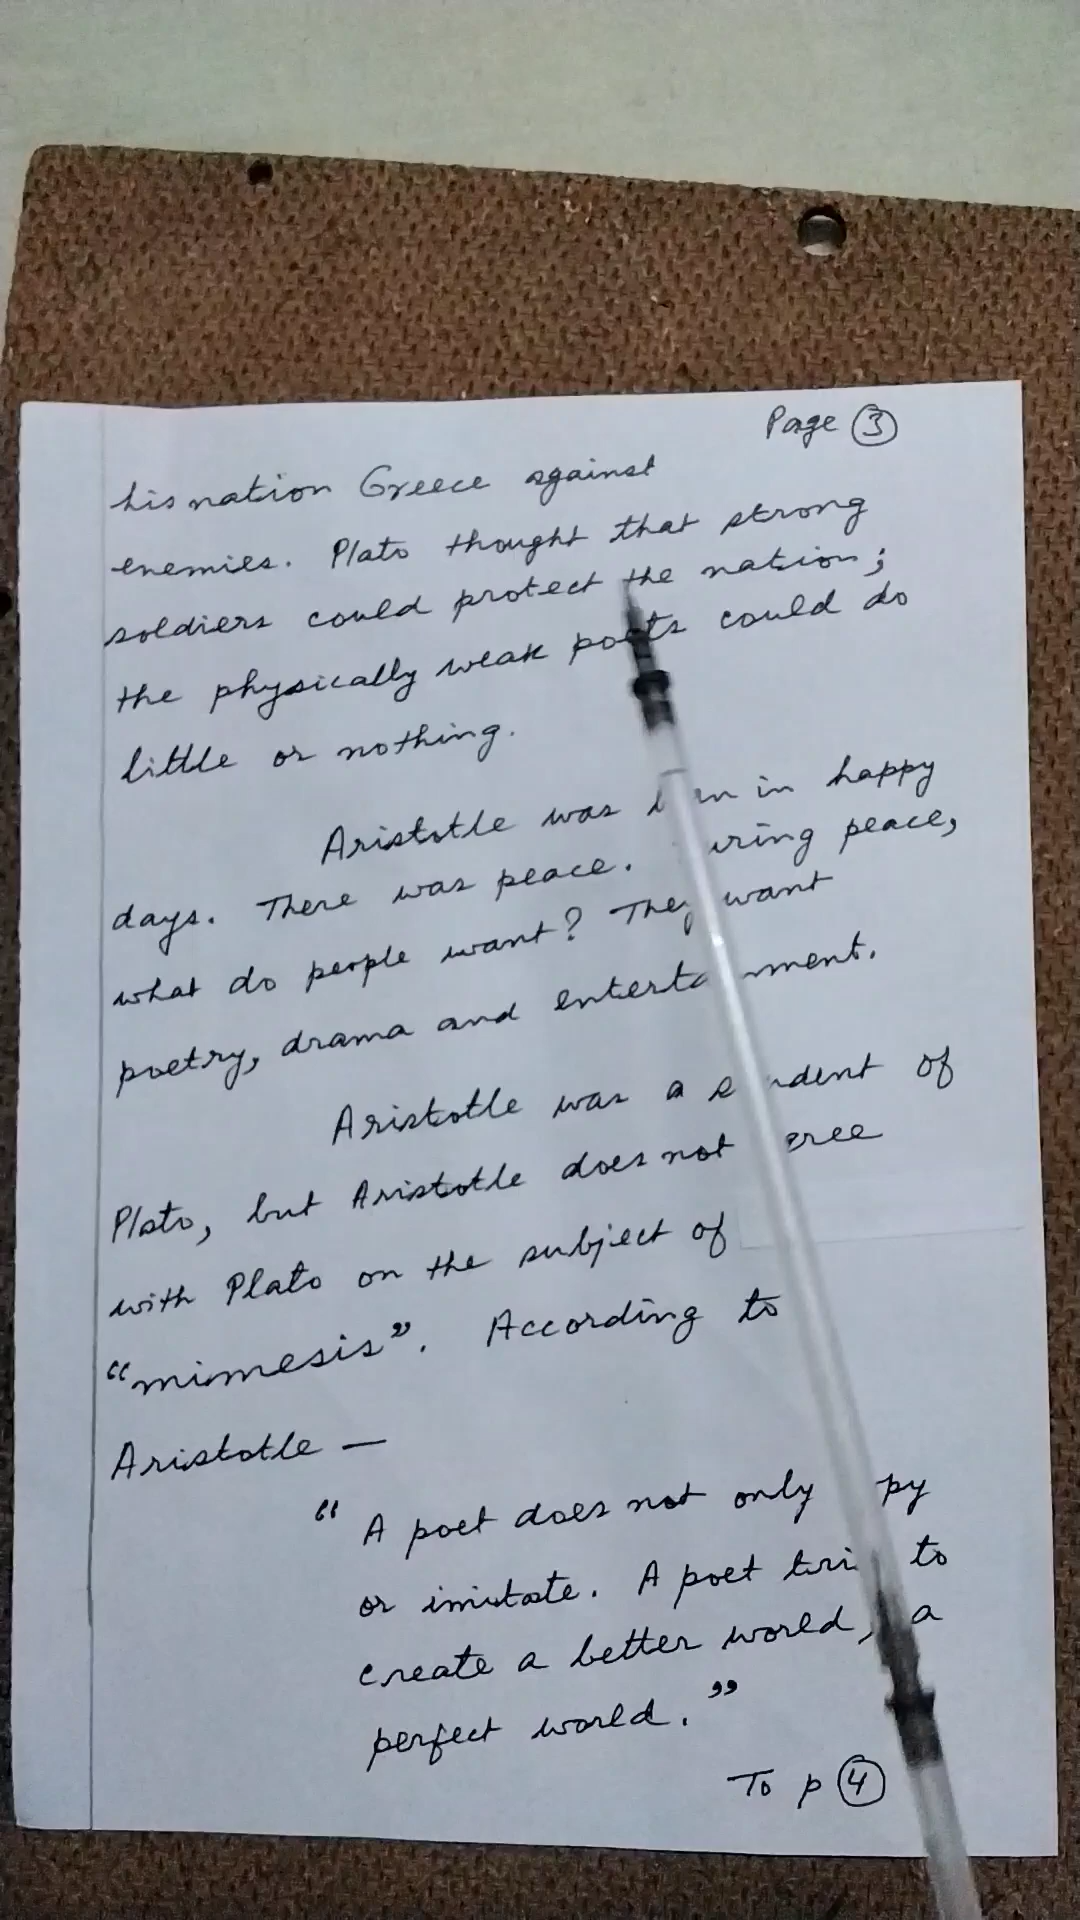 Page 3
his nation Greece against
enemies. Plato thought that strong
soldiers could protect the nation;
the physically weak poets could do
little or nothing.
Aristotle was in happy
days. There was peace. peace,
what do people want? They want
poetry, drama and
Aristotle was a of
Plato, but Aristotle does not
with Plato on the subject of
"mimesis". According to
Aristotle —
" A poet does not only
or imitate. A poet to
create a better world, a
perfect world."
To p 4